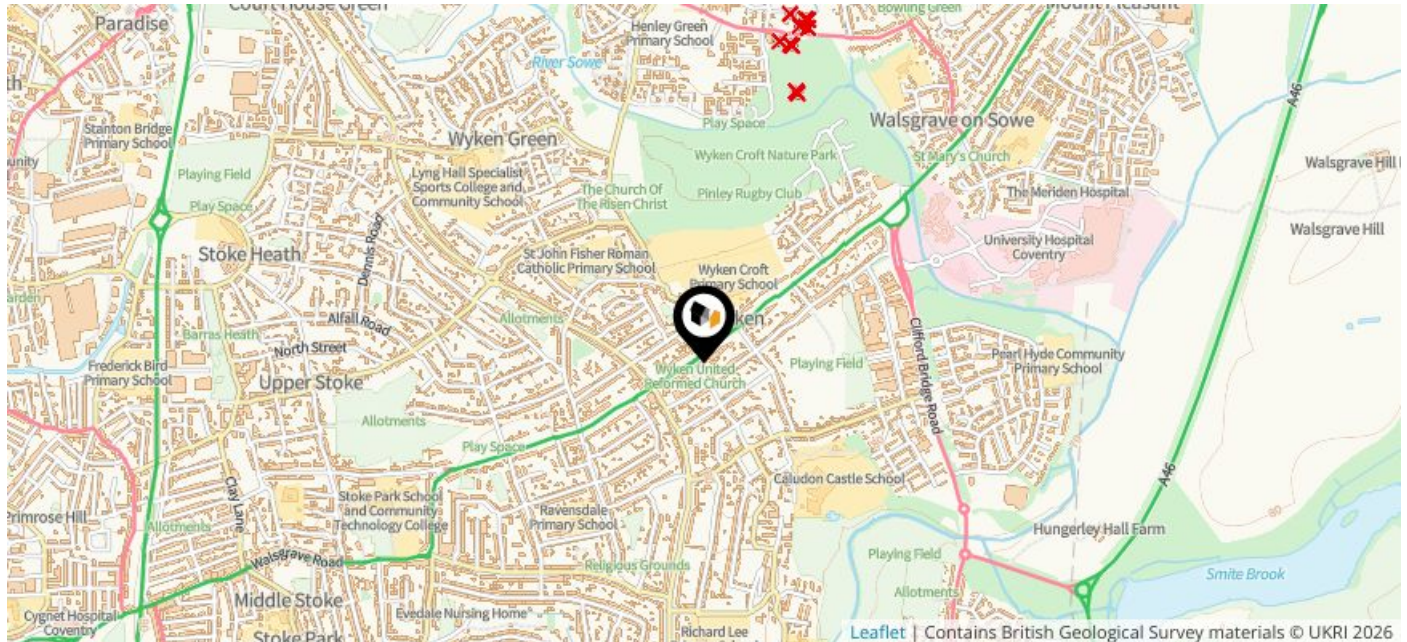 Court House Green
Bowling Green
Mount Pleasant
Paradise
Henley Green
Primary School
th
River Sowe
Stanton Bridge
Primary School
Wyken Green
Play Space
Walsgrave on Sowe
A46
munity
Playing Field
Lyng Hall Specialist
Sports College and
Community School
Wyken Croft Nature Park
St Mary's Church
Walsgrave Hill
The Church Of
The Risen Christ
Pinley Rugby Club
The Meriden Hospital
Play Space
Dennis Road
Stoke Heath
St John Fisher Roman
Catholic Primary School
Wyken Croft
Primary School
University Hospital
Coventry
Walsgrave Hill
arden
Allotments
Alfall Road
Barras Heath
North Street
Wyken United
Reformed Church
Playing Field
Clifford Bridge Road
Pearl Hyde Community
Primary School
Frederick Bird
Primary School
Upper Stoke
Allotments
Play Space
A46
Clay Lane
Caludon Castle School
Stoke Park School
and Community
Technology College
Ravensdale
Primary School
Primrose Hill
Allotments
Hungerley Hall Farm
Walsgrave Road
Religious Grounds
Playing Field
Smite Brook
Allotments
Middle Stoke
Cygnet Hospital
Coventry
Evedale Nursing Home
Stoke Park
Richard Lee
Leaflet | Contains British Geological Survey materials © UKRI 2026